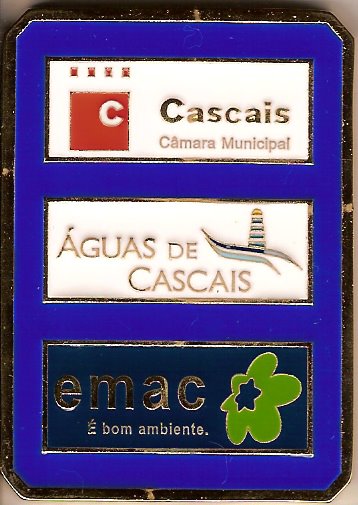 C
Cascais
Câmara Municipal
ÁGUAS DE
CASCAIS
emac
É bom ambiente.